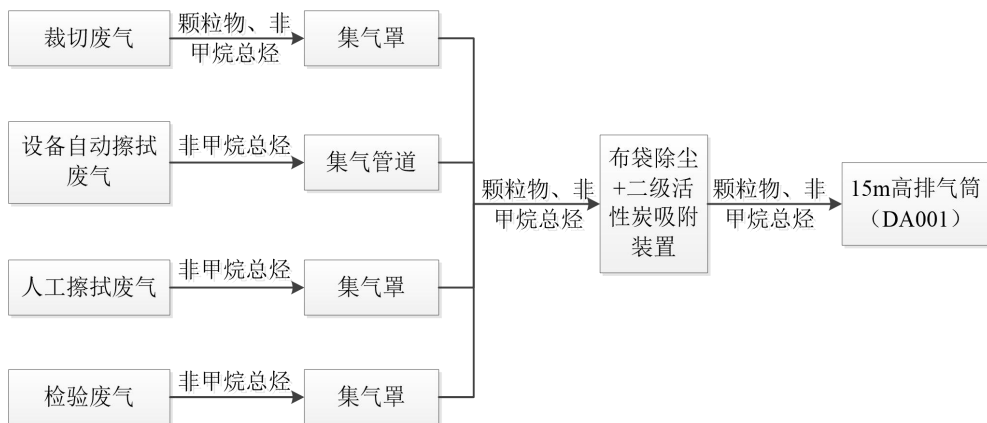 裁切废气
颗粒物、非
甲烷总烃
集气罩
设备自动擦拭
废气
非甲烷总烃
集气管道
人工擦拭废气
非甲烷总烃
集气罩
检验废气
非甲烷总烃
集气罩
颗粒物、非
甲烷总烃
布袋除尘
+二级活
性炭吸附
装置
颗粒物、非
甲烷总烃
15m高排气筒
（DA001）